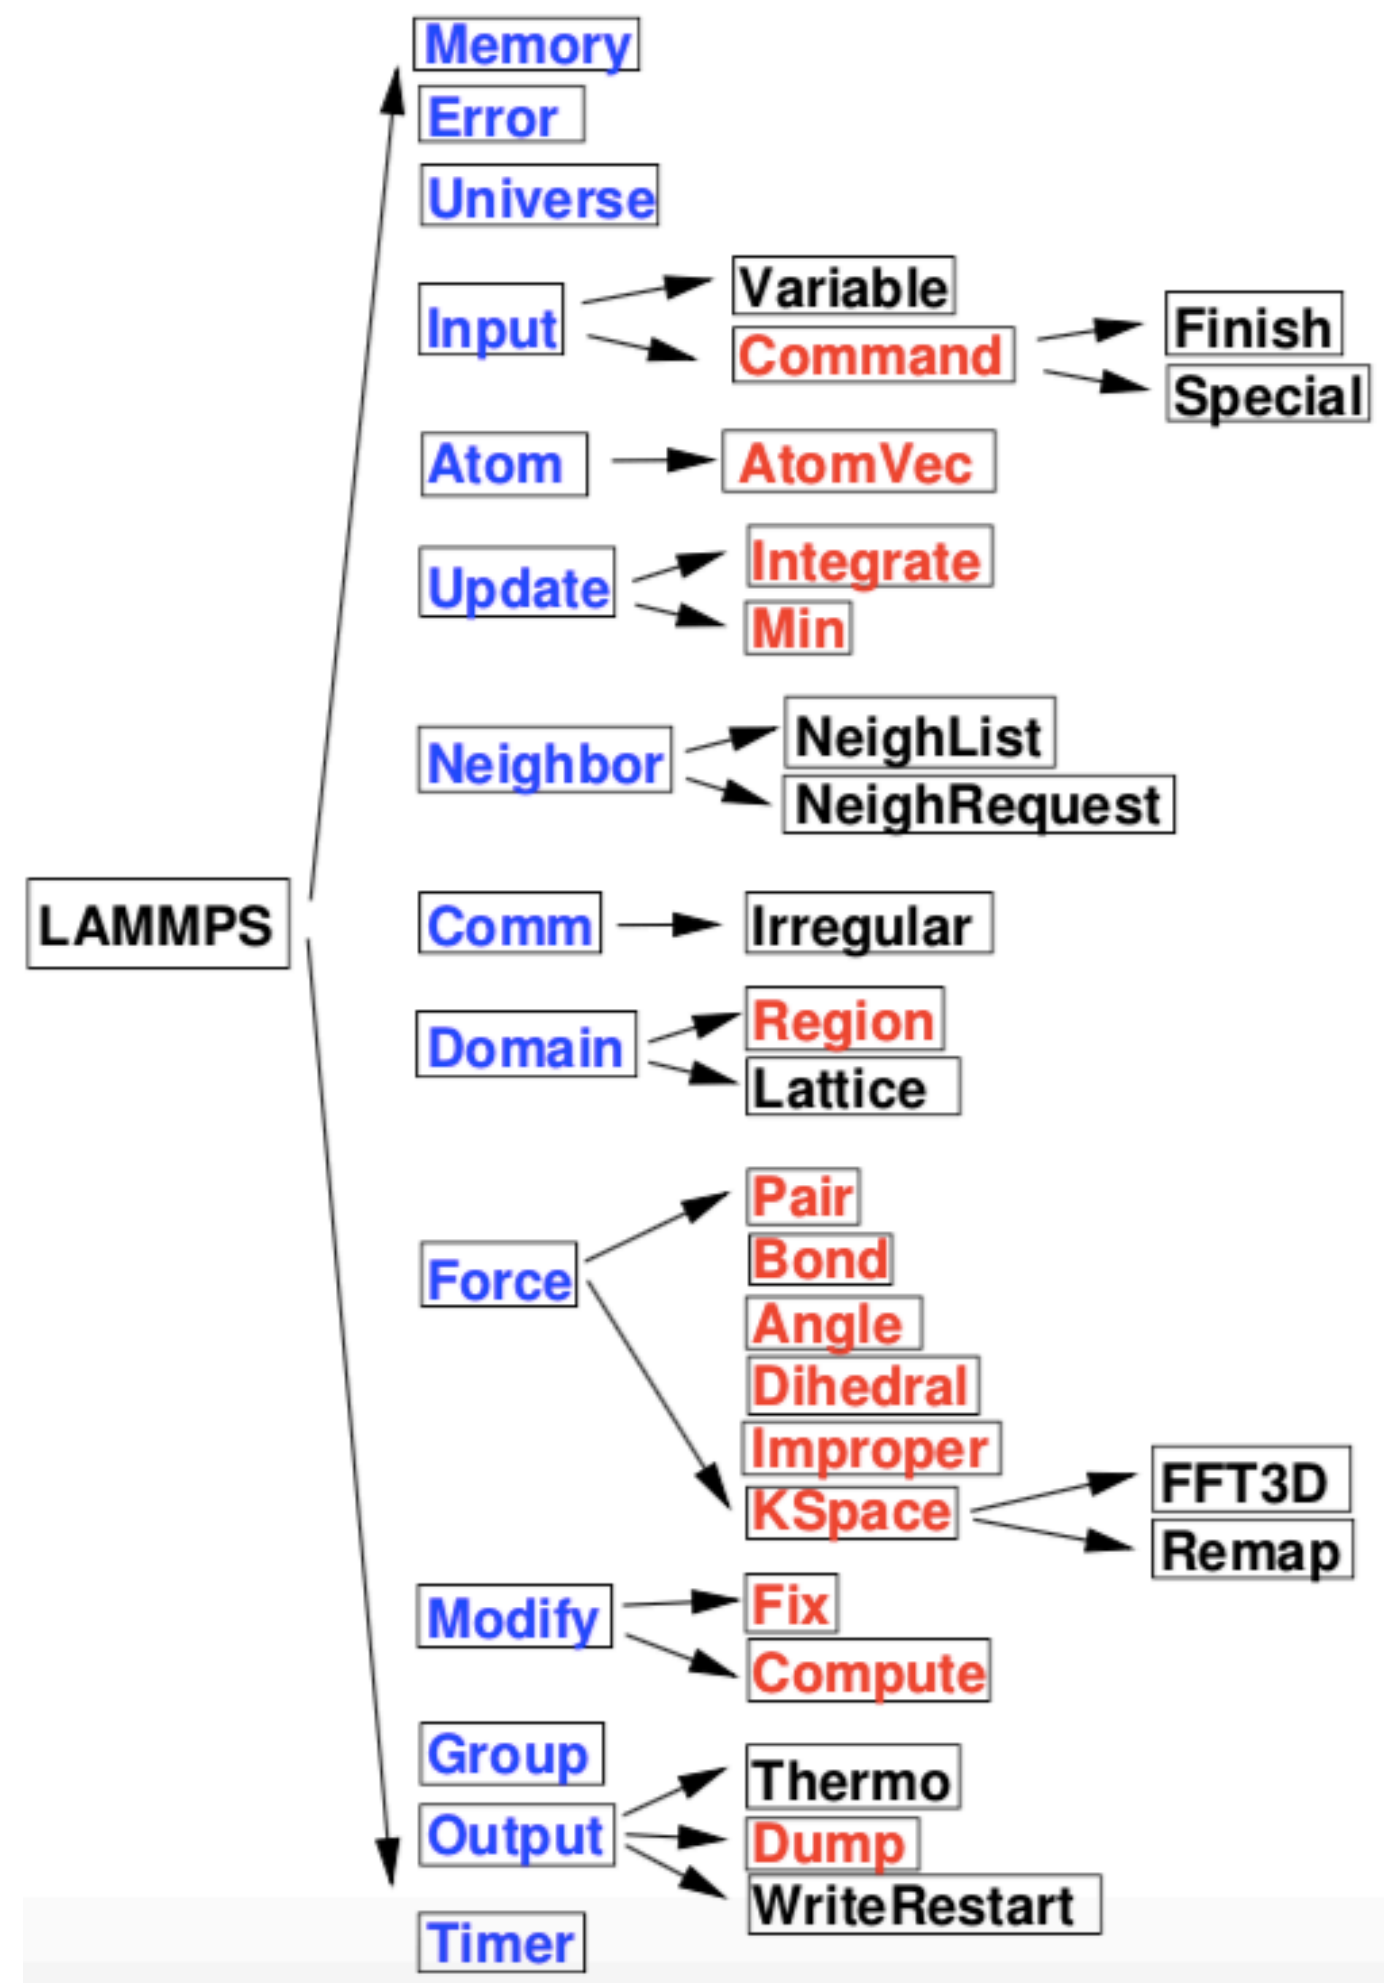 Memory
Error
Universe
Input
Variable
Command
Finish
Special
Atom
AtomVec
Update
Integrate
Min
Neighbor
NeighList
NeighRequest
LAMMPS
Comm
Irregular
Domain
Region
Lattice
Force
Pair
Bond
Angle
Dihedral
Improper
KSpace
FFT3D
Remap
Modify
Fix
Compute
Group
Output
Thermo
Dump
WriteRestart
Timer